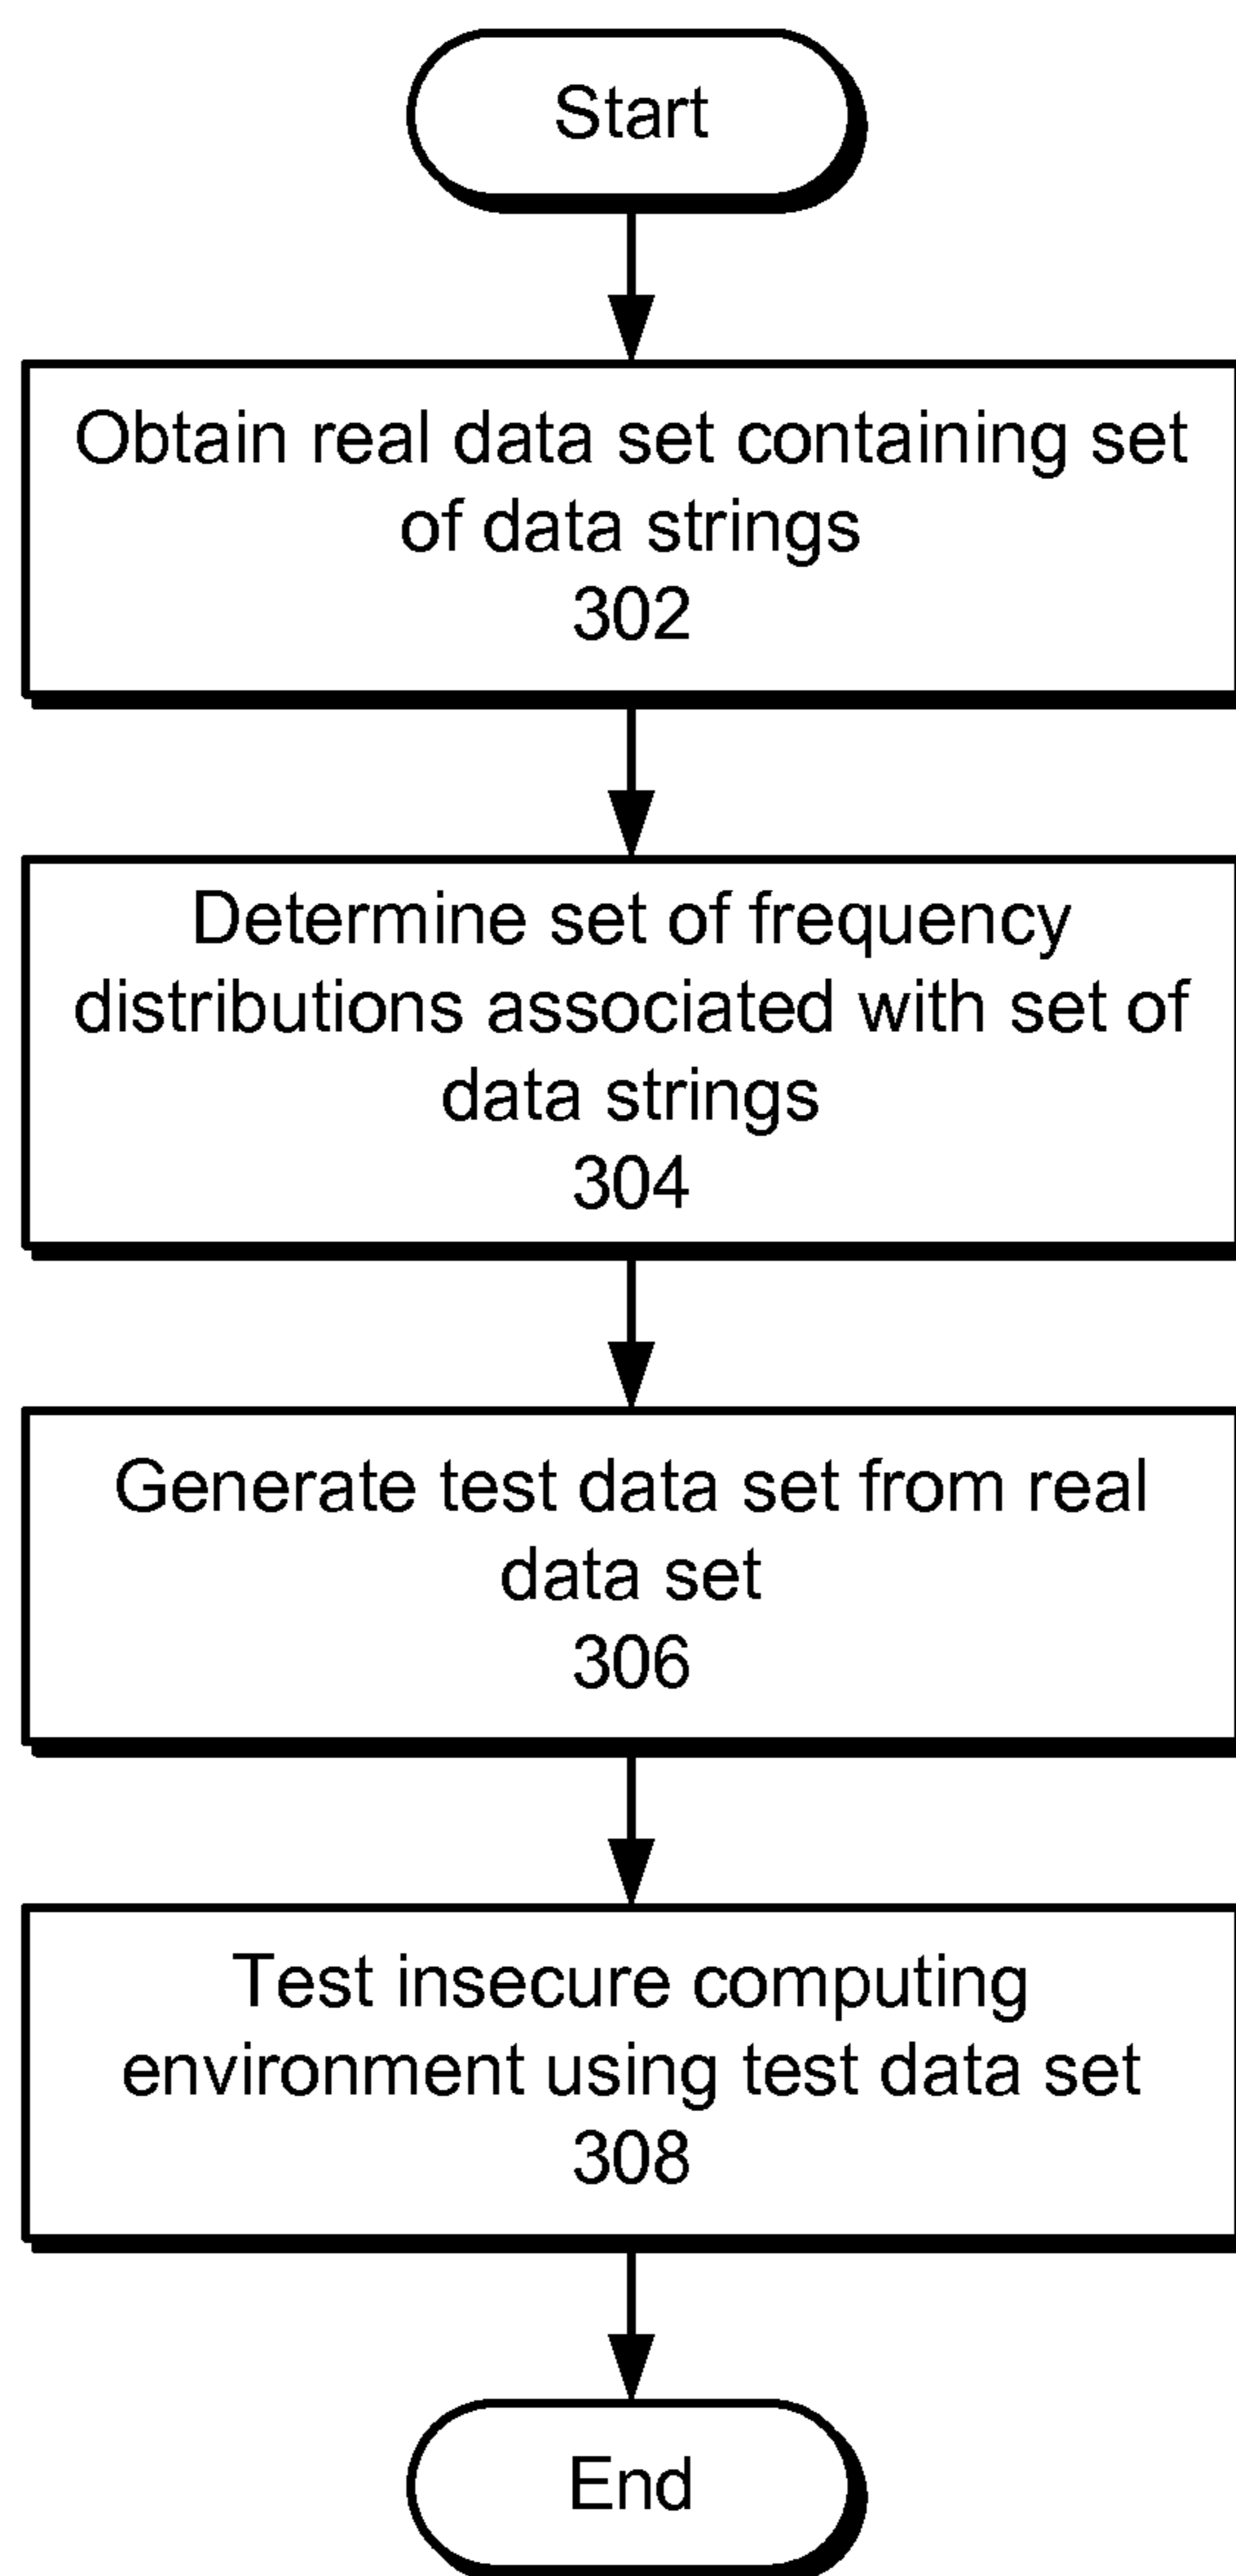 Start
Obtain real data set containing set
of data strings
302
Determine set of frequency
distributions associated with set of
data strings
304
Generate test data set from real
data set
306
Test insecure computing
environment using test data set
308
End